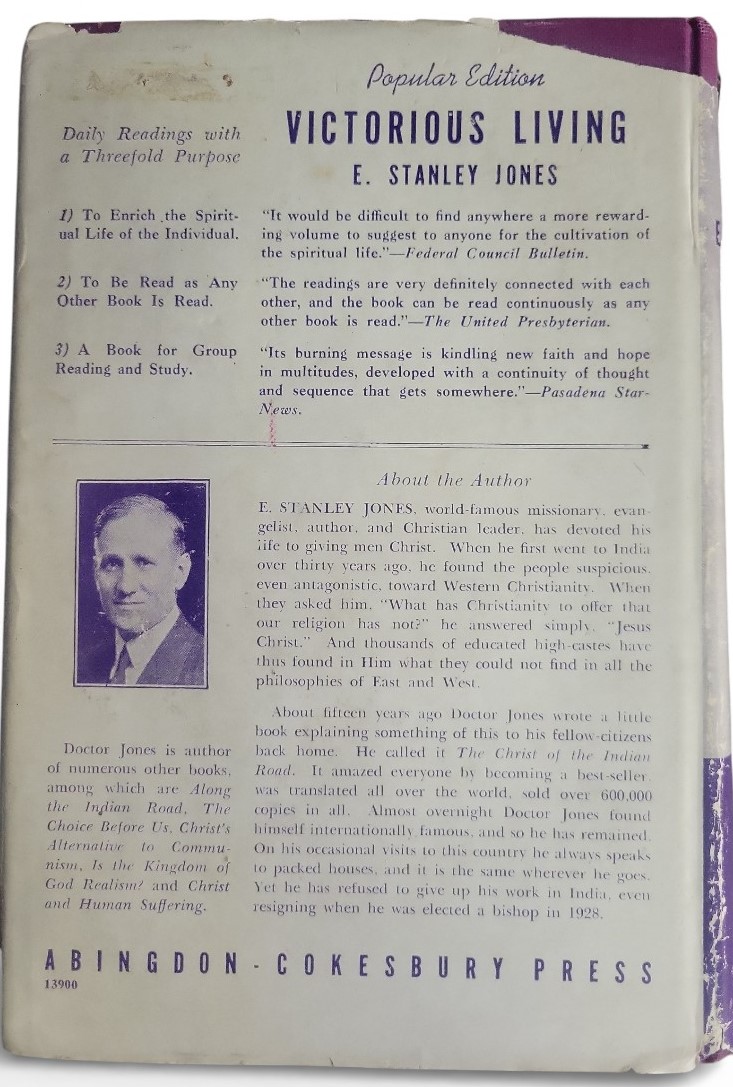 Popular Edition
VICTORIOUS LIVING
E. STANLEY JONES
Daily Readings with
a Threefold Purpose
1) To Enrich the Spirit-
ual Life of the Individual.
"It would be difficult to find anywhere a more reward-
ing volume to suggest to anyone for the cultivation of
the spiritual life."—Federal Council Bulletin.
2) To Be Read as Any
Other Book Is Read.
"The readings are very definitely connected with each
other, and the book can be read continuously as any
other book is read."—The United Presbyterian.
3) A Book for Group
Reading and Study.
"Its burning message is kindling new faith and hope
in multitudes, developed with a continuity of thought
and sequence that gets somewhere."—Pasadena Star-
News.
About the Author
E. STANLEY JONES, world-famous missionary, evan-
gelist, author, and Christian leader, has devoted his
life to giving men Christ. When he first went to India
over thirty years ago, he found the people suspicious,
even antagonistic, toward Western Christianity. When
they asked him, "What has Christianity to offer that
our religion has not?" he answered simply, "Jesus
Christ." And thousands of educated high-castes have
thus found in Him what they could not find in all the
philosophies of East and West.
About fifteen years ago Doctor Jones wrote a little
book explaining something of this to his fellow-citizens
back home. He called it The Christ of the Indian
Road. It amazed everyone by becoming a best-seller,
was translated all over the world, sold over 600,000
copies in all. Almost overnight Doctor Jones found
himself internationally famous, and so he has remained.
On his occasional visits to this country he always speaks
to packed houses, and it is the same wherever he goes.
Yet he has refused to give up his work in India, even
resigning when he was elected a bishop in 1928.
Doctor Jones is author
of numerous other books,
among which are Along
the Indian Road, The
Choice Before Us, Christ's
Alternative to Commu-
nism, Is the Kingdom of
God Realism? and Christ
and Human Suffering.
ABINGDON-COKESBURY PRESS
13900